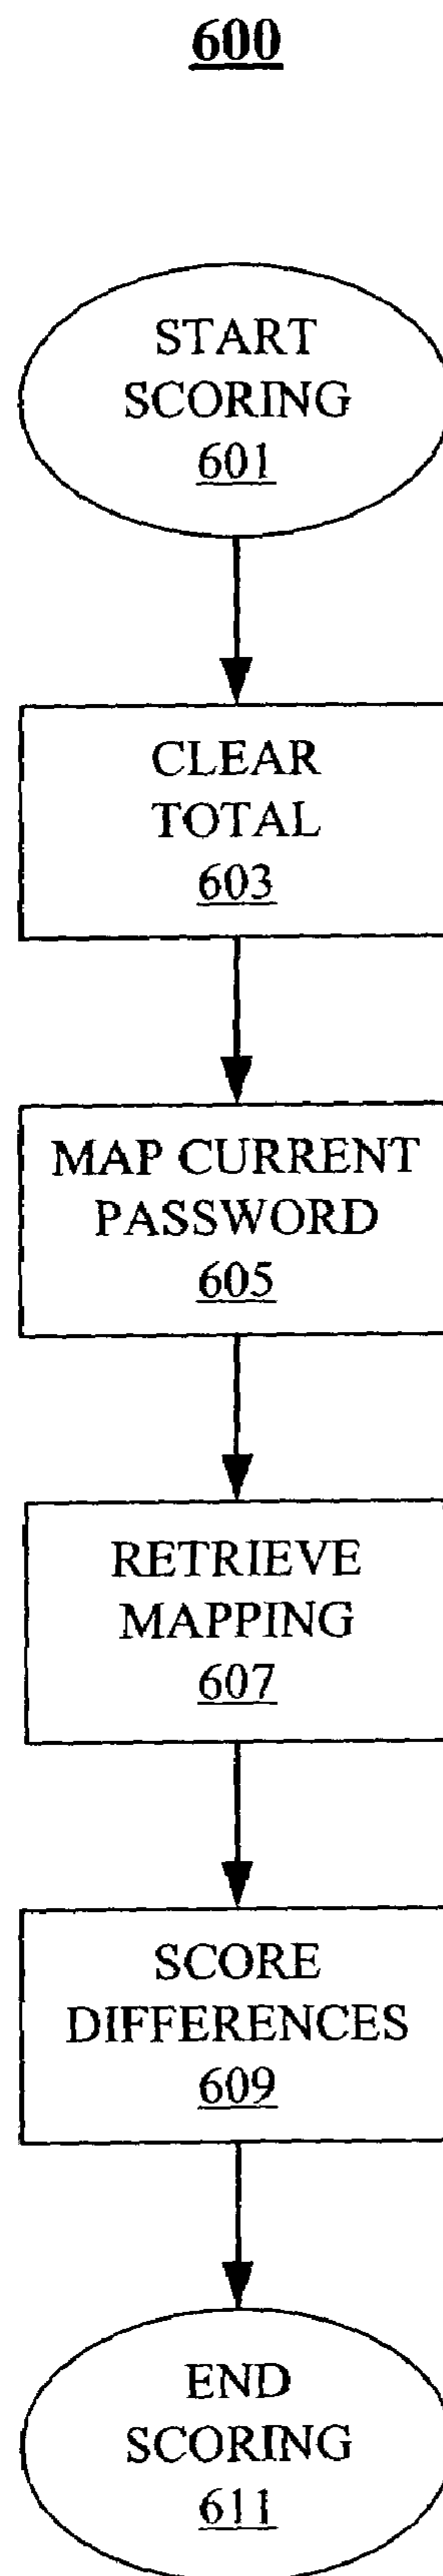 600
START
SCORING
601
CLEAR
TOTAL
603
MAP CURRENT
PASSWORD
605
RETRIEVE
MAPPING
607
SCORE
DIFFERENCES
609
END
SCORING
611